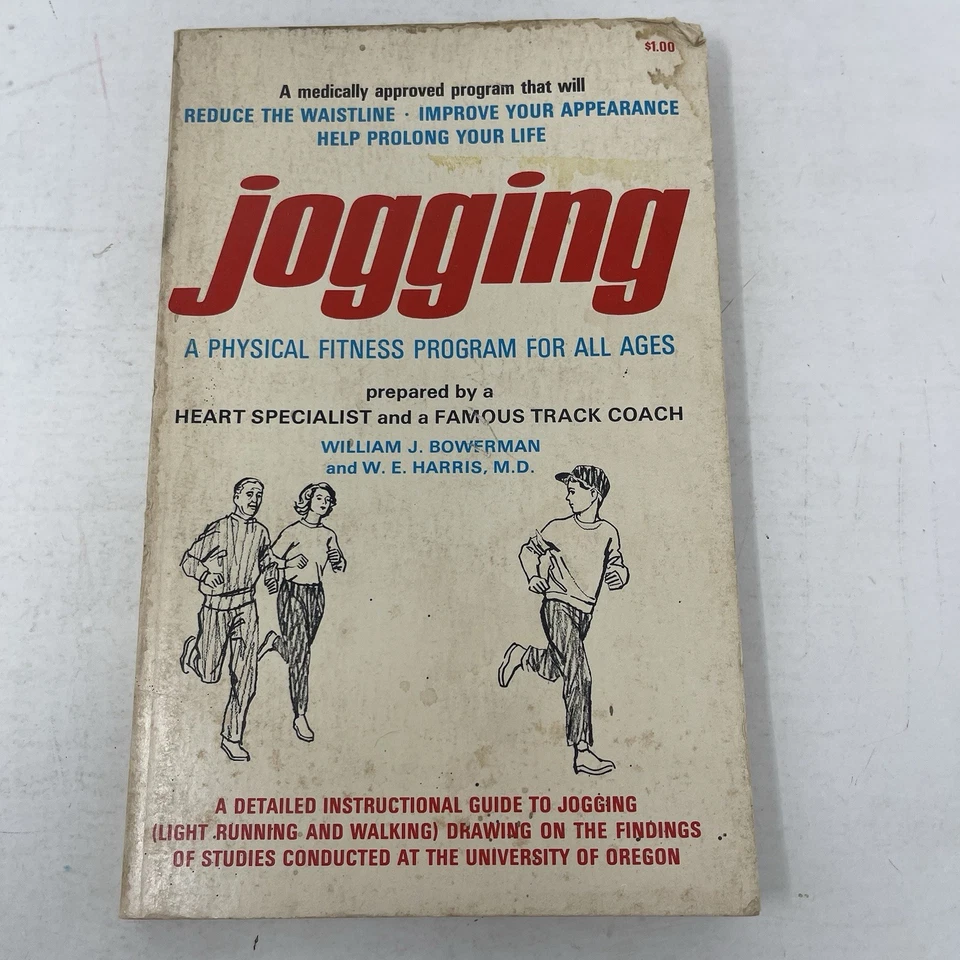 $1.00
A medically approved program that will
REDUCE THE WAISTLINE · IMPROVE YOUR APPEARANCE
HELP PROLONG YOUR LIFE
jogging
A PHYSICAL FITNESS PROGRAM FOR ALL AGES
prepared by a
HEART SPECIALIST and a FAMOUS TRACK COACH
WILLIAM J. BOWERMAN
and W. E. HARRIS, M.D.
A DETAILED INSTRUCTIONAL GUIDE TO JOGGING
(LIGHT RUNNING AND WALKING) DRAWING ON THE FINDINGS
OF STUDIES CONDUCTED AT THE UNIVERSITY OF OREGON